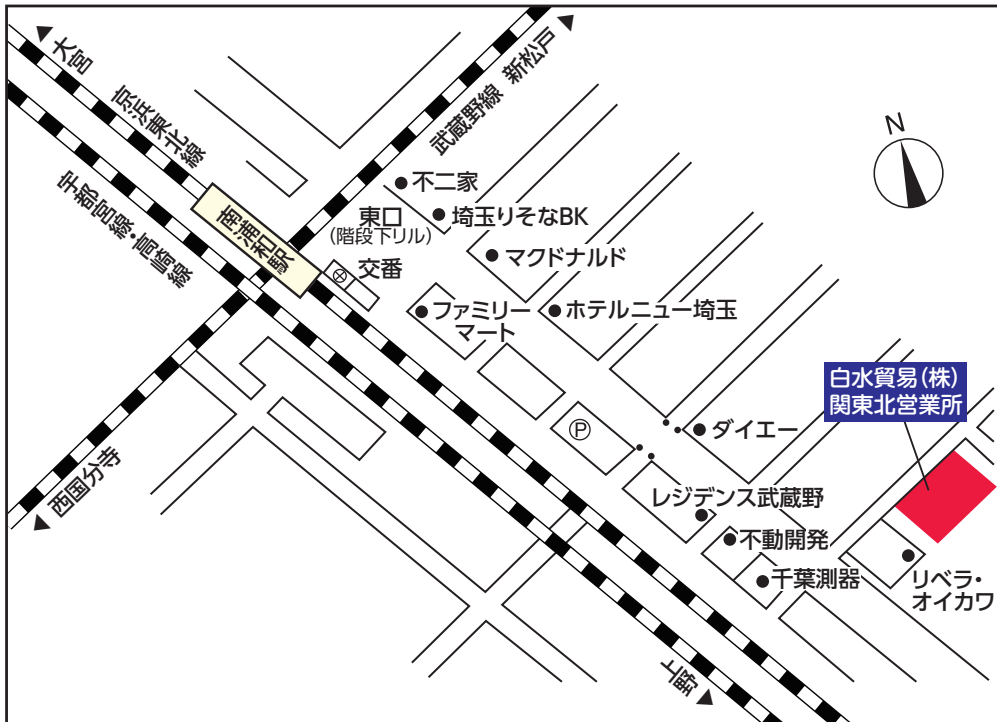 大宮
京浜東北線
宇都宮線・高崎線
武蔵野線 新松戸
南浦和駅
不二家
東口
(階段下リル)
埼玉りそなBK
交番
マクドナルド
ファミリー
マート
ホテルニュー埼玉
N
白水貿易(株)
関東北営業所
P
ダイエー
西国分寺
レジデンス武蔵野
不動開発
千葉測器
リベラ・
オイカワ
上野